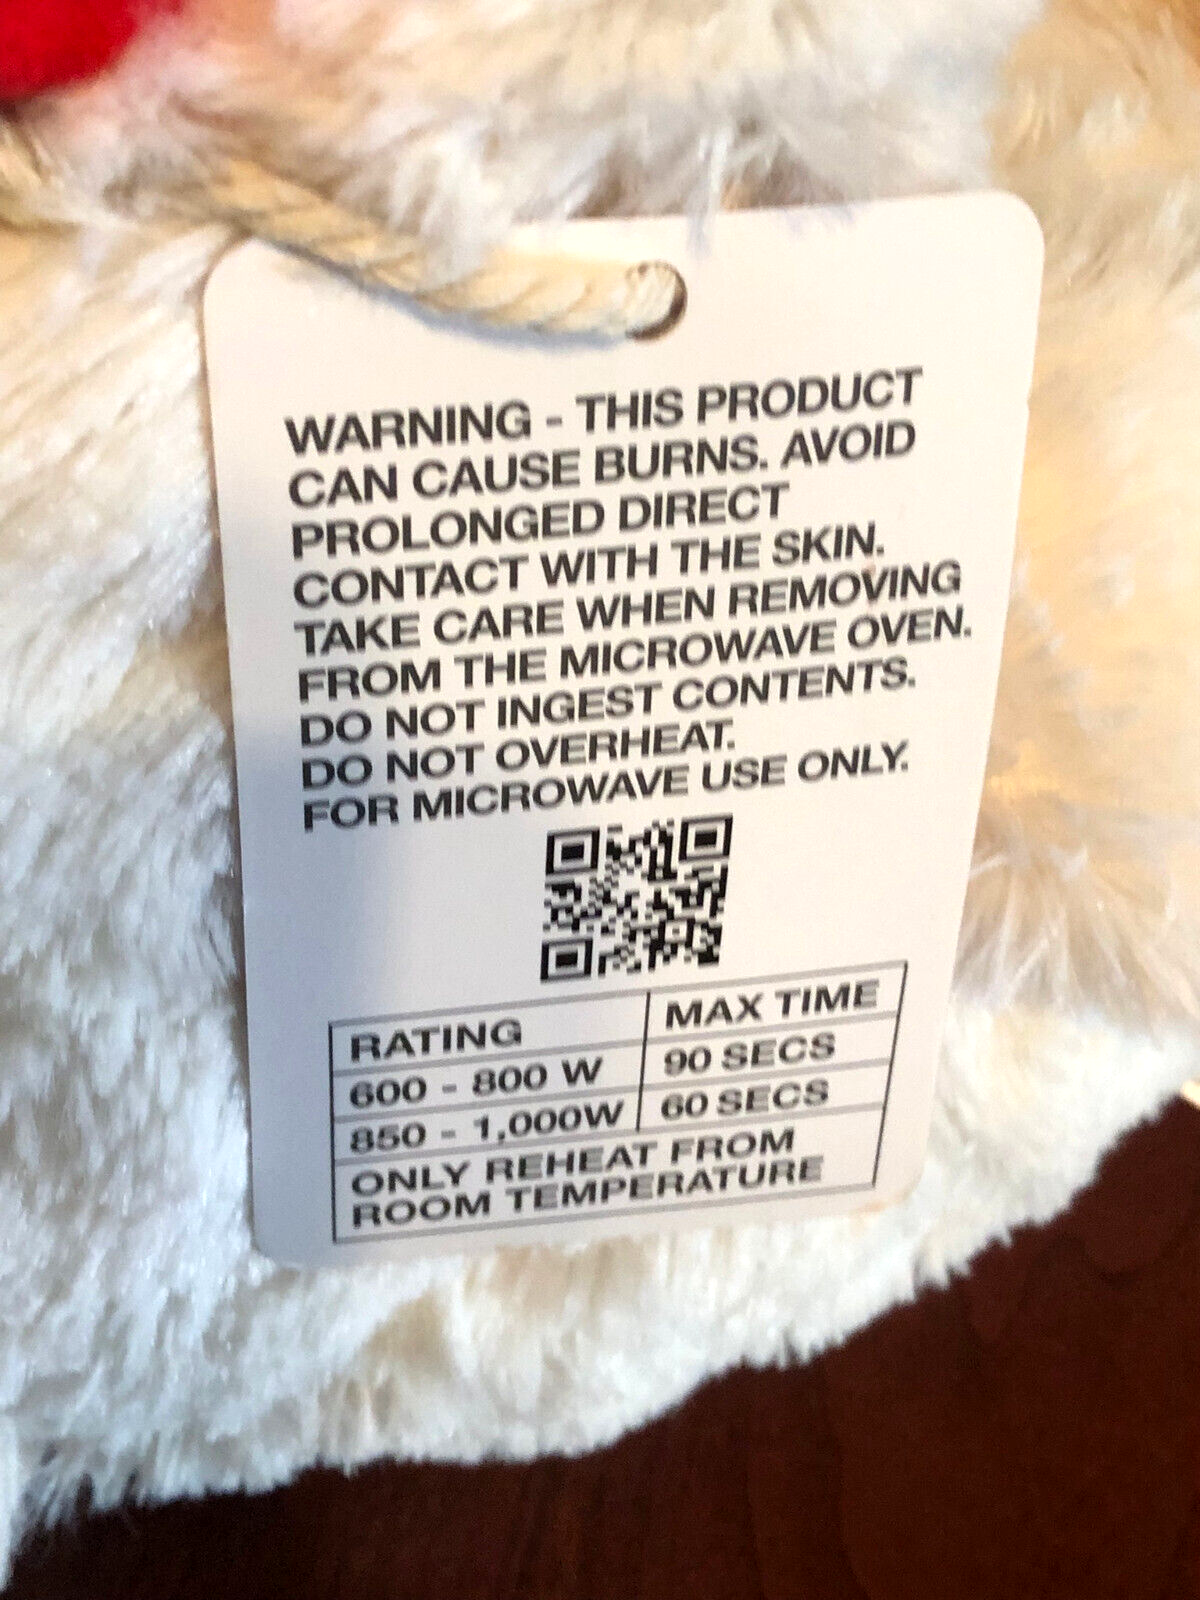 WARNING - THIS PRODUCT
CAN CAUSE BURNS. AVOID
PROLONGED DIRECT
CONTACT WITH THE SKIN.
TAKE CARE WHEN REMOVING
FROM THE MICROWAVE OVEN.
DO NOT INGEST CONTENTS.
DO NOT OVERHEAT.
FOR MICROWAVE USE ONLY.
RATING MAX TIME
600 - 800 W 90 SECS
850 - 1,000W 60 SECS
ONLY REHEAT FROM
ROOM TEMPERATURE